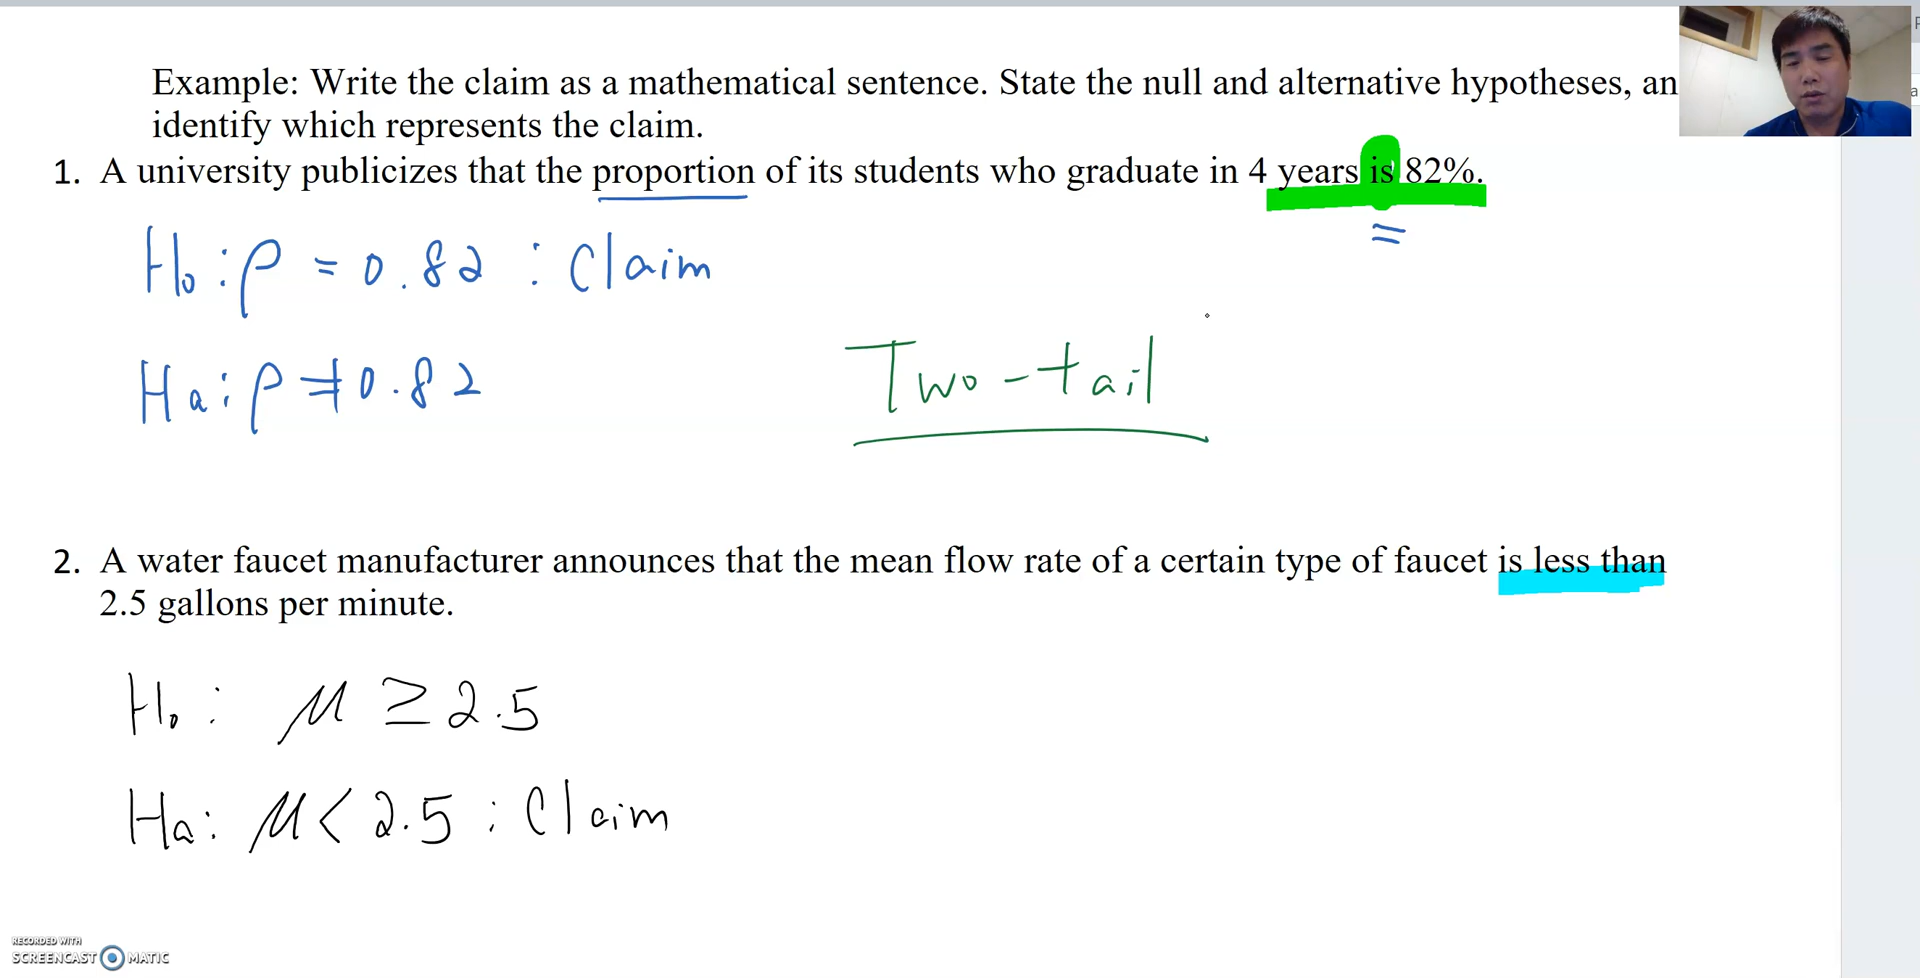 Example: Write the claim as a mathematical sentence. State the null and alternative hypotheses, an
identify which represents the claim.
1. A university publicizes that the proportion of its students who graduate in 4 years is 82%.
=
H₀: p = 0.82 : Claim
Ha: p ≠ 0.82
Two-tail
2. A water faucet manufacturer announces that the mean flow rate of a certain type of faucet is less than
2.5 gallons per minute.
H₀: μ ≥ 2.5
Ha: μ < 2.5 : Claim
RECORDED WITH
SCREENCAST MATIC